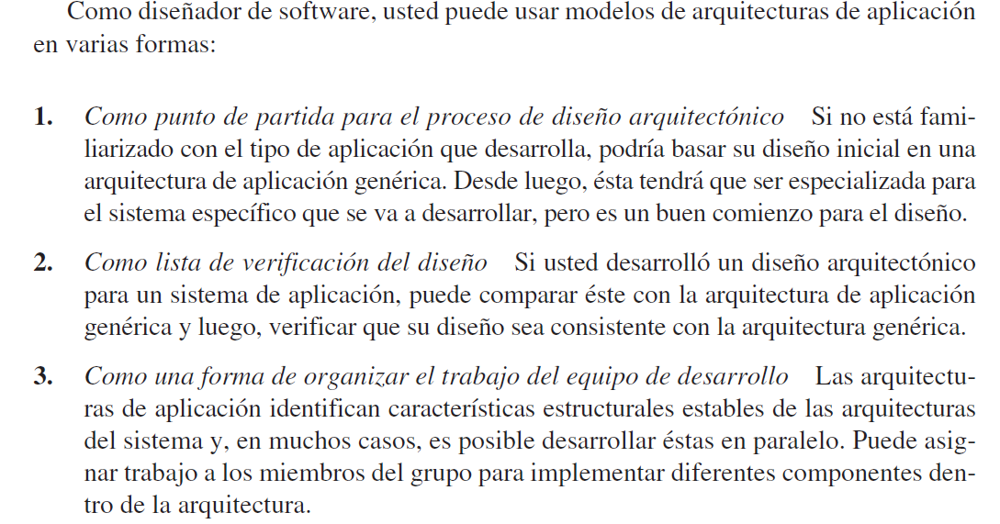 Como diseñador de software, usted puede usar modelos de arquitecturas de aplicación
en varias formas:
1. Como punto de partida para el proceso de diseño arquitectónico Si no está fami-
liarizado con el tipo de aplicación que desarrolla, podría basar su diseño inicial en una
arquitectura de aplicación genérica. Desde luego, ésta tendrá que ser especializada para
el sistema específico que se va a desarrollar, pero es un buen comienzo para el diseño.
2. Como lista de verificación del diseño Si usted desarrolló un diseño arquitectónico
para un sistema de aplicación, puede comparar éste con la arquitectura de aplicación
genérica y luego, verificar que su diseño sea consistente con la arquitectura genérica.
3. Como una forma de organizar el trabajo del equipo de desarrollo Las arquitectu-
ras de aplicación identifican características estructurales estables de las arquitecturas
del sistema y, en muchos casos, es posible desarrollar éstas en paralelo. Puede asig-
nar trabajo a los miembros del grupo para implementar diferentes componentes den-
tro de la arquitectura.